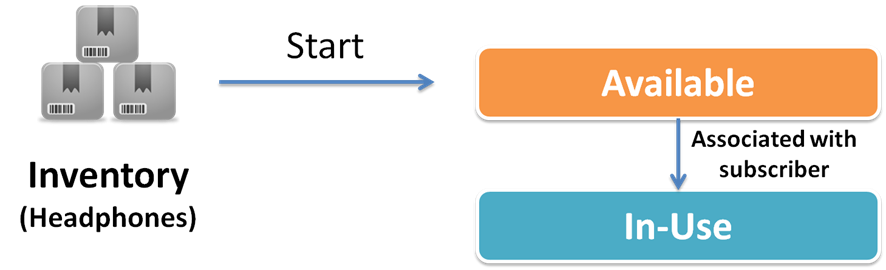 Start
Available
Associated with
subscriber
Inventory
(Headphones)
In-Use